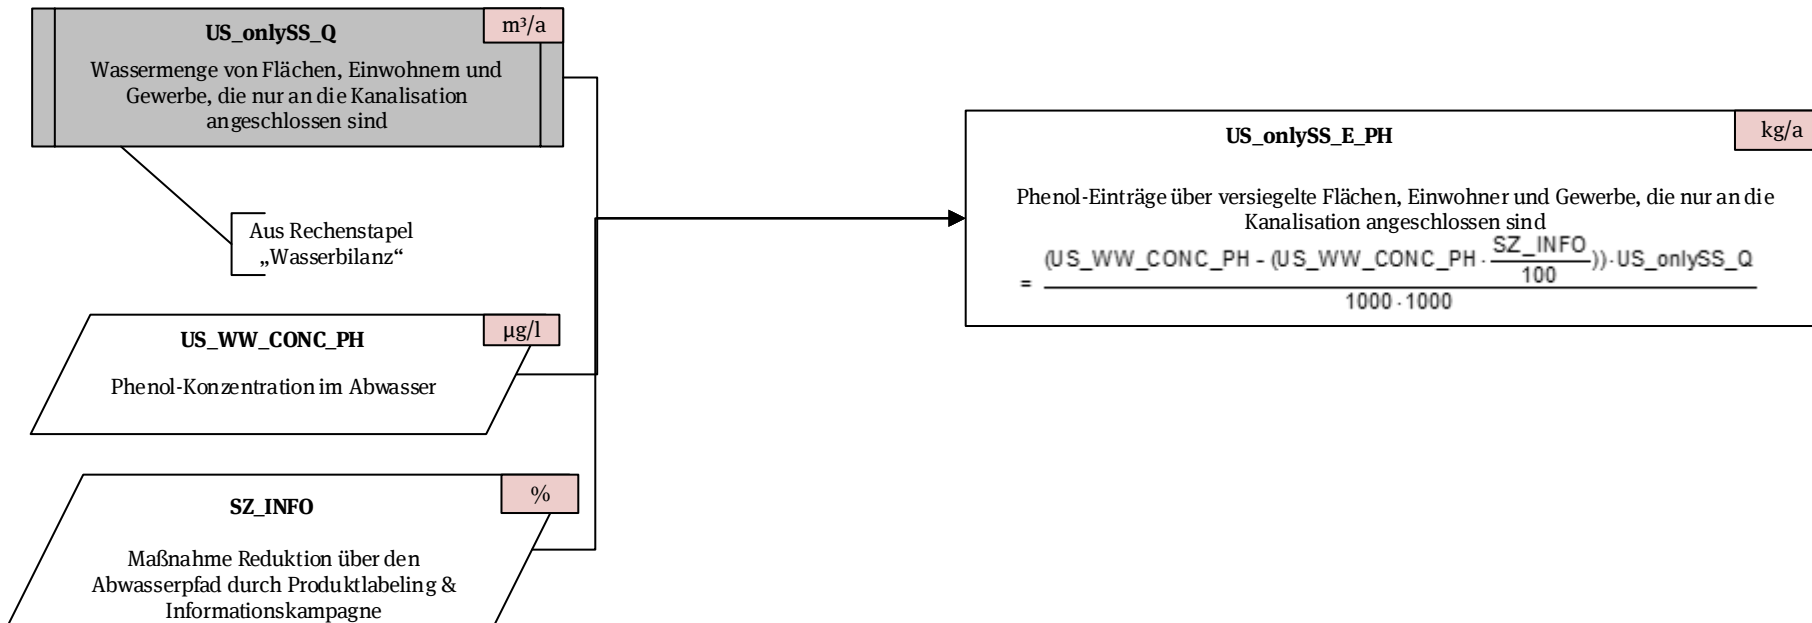 US_onlySS_Q
m³/a
Wassermenge von Flächen, Einwohnern und
Gewerbe, die nur an die Kanalisation
angeschlossen sind
Aus Rechenstapel
„Wasserbilanz“
US_WW_CONC_PH
µg/l
Phenol-Konzentration im Abwasser
SZ_INFO
%
Maßnahme Reduktion über den
Abwasserpfad durch Produktlabeling &
Informationskampagne
US_onlySS_E_PH
kg/a
Phenol-Einträge über versiegelte Flächen, Einwohner und Gewerbe, die nur an die
Kanalisation angeschlossen sind
= (US_WW_CONC_PH - (US_WW_CONC_PH · SZ_INFO / 100)) · US_onlySS_Q
1000 · 1000